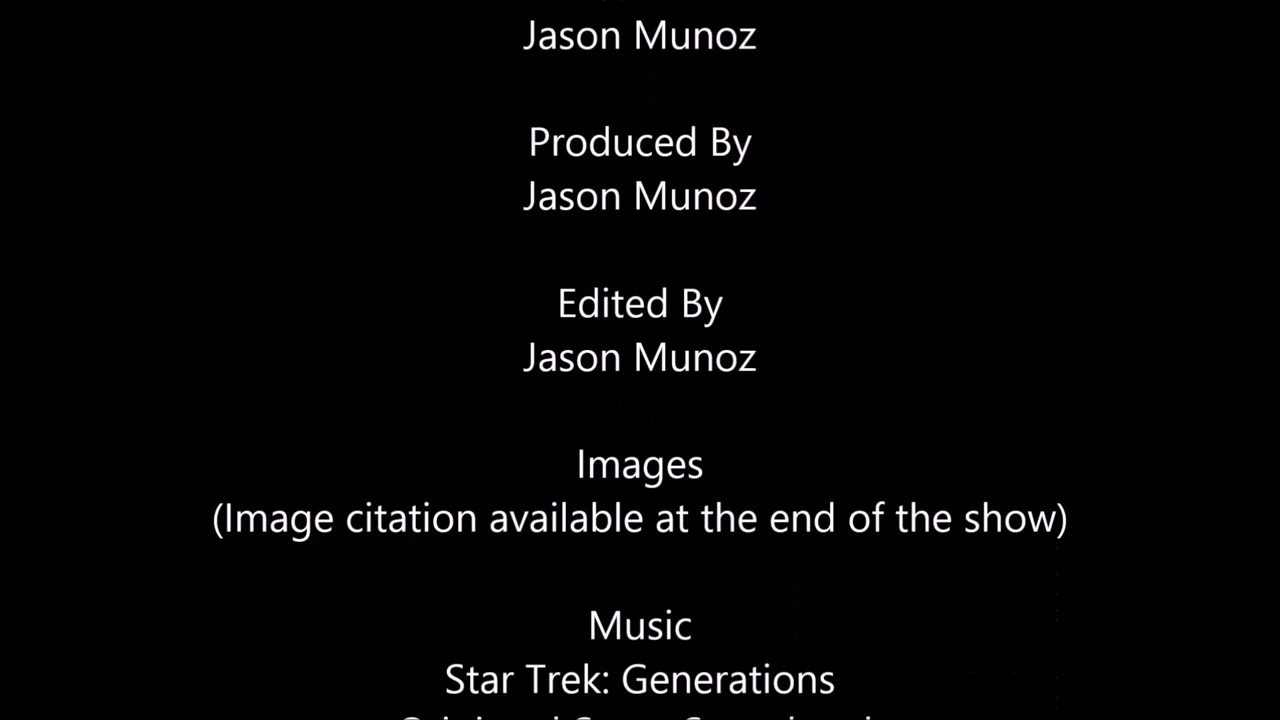 Jason Munoz
Produced By
Jason Munoz
Edited By
Jason Munoz
Images
(Image citation available at the end of the show)
Music
Star Trek: Generations